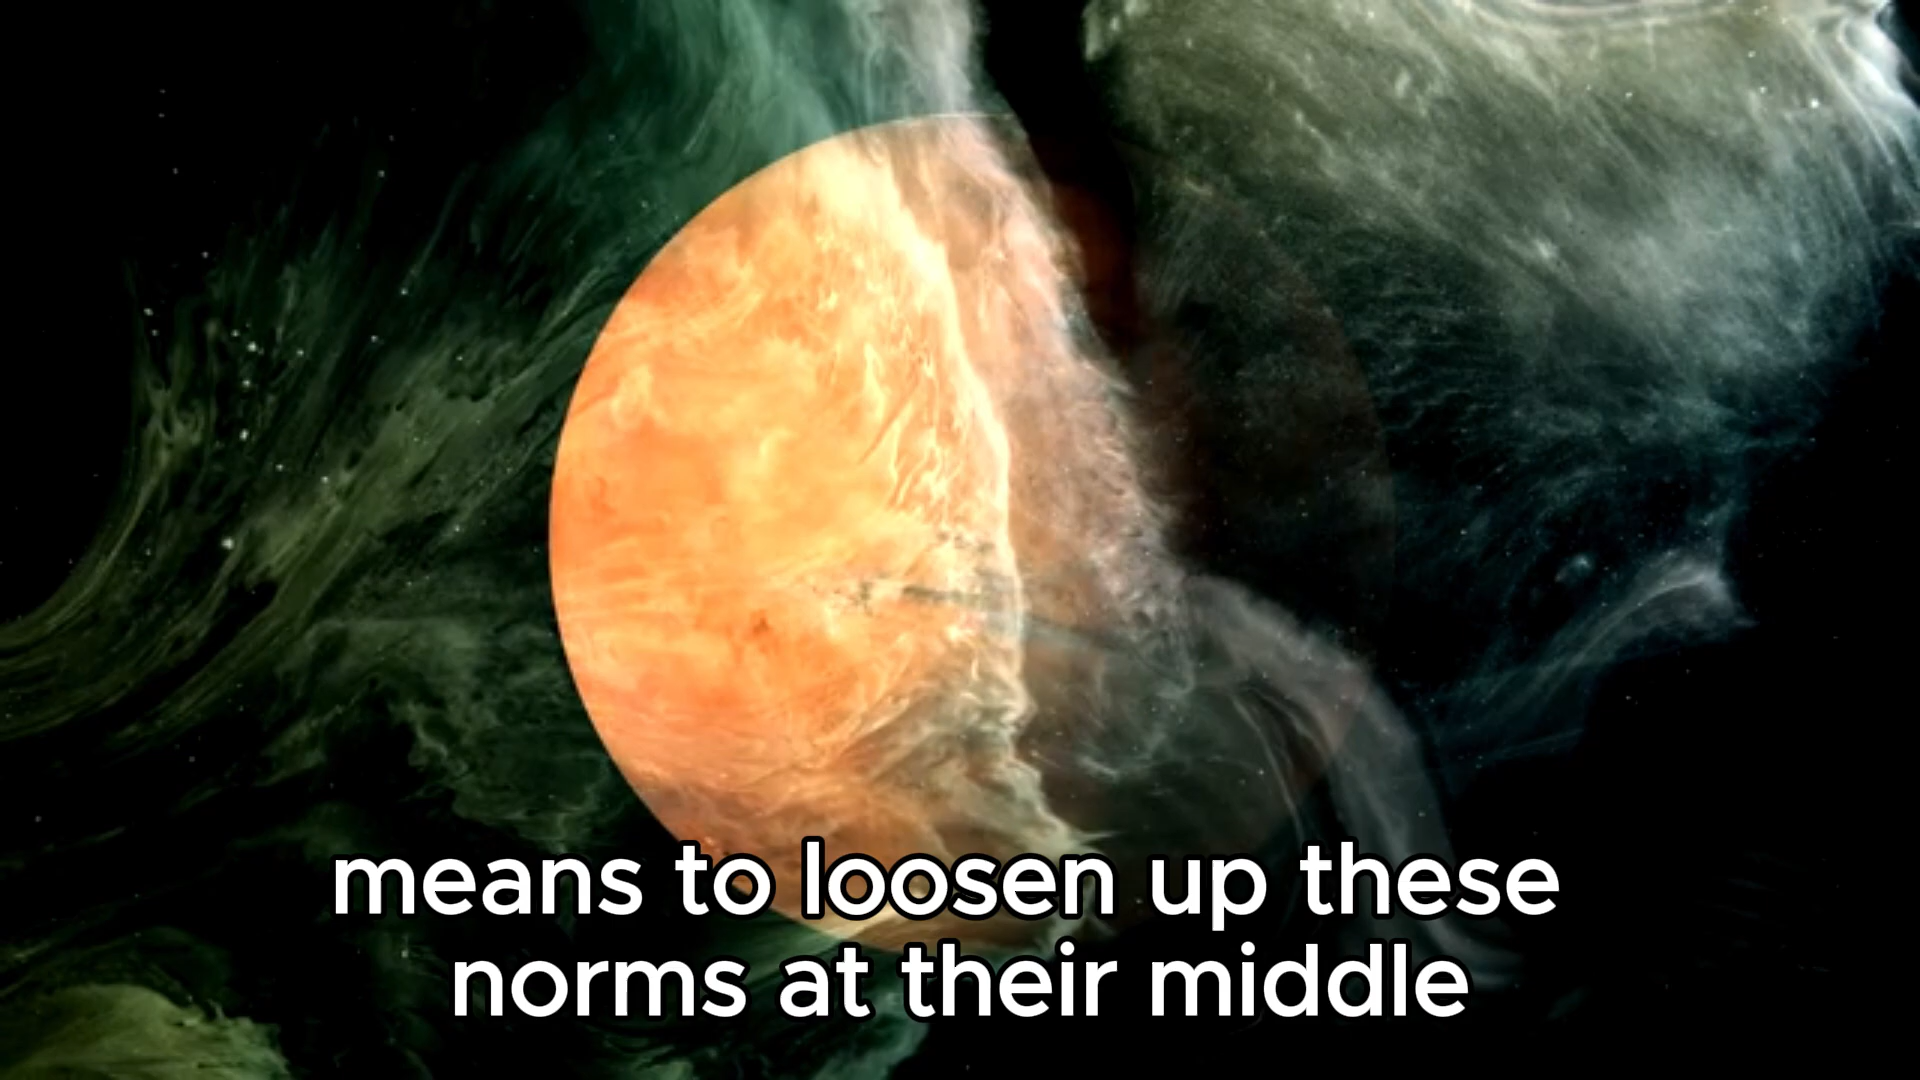 means to loosen up these
norms at their middle